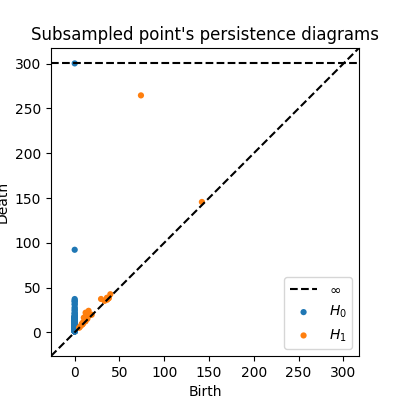 Subsampled point's persistence diagrams
300
250
200
150
100
50
0
Death
∞
H0
H1
0 50 100 150 200 250 300
Birth